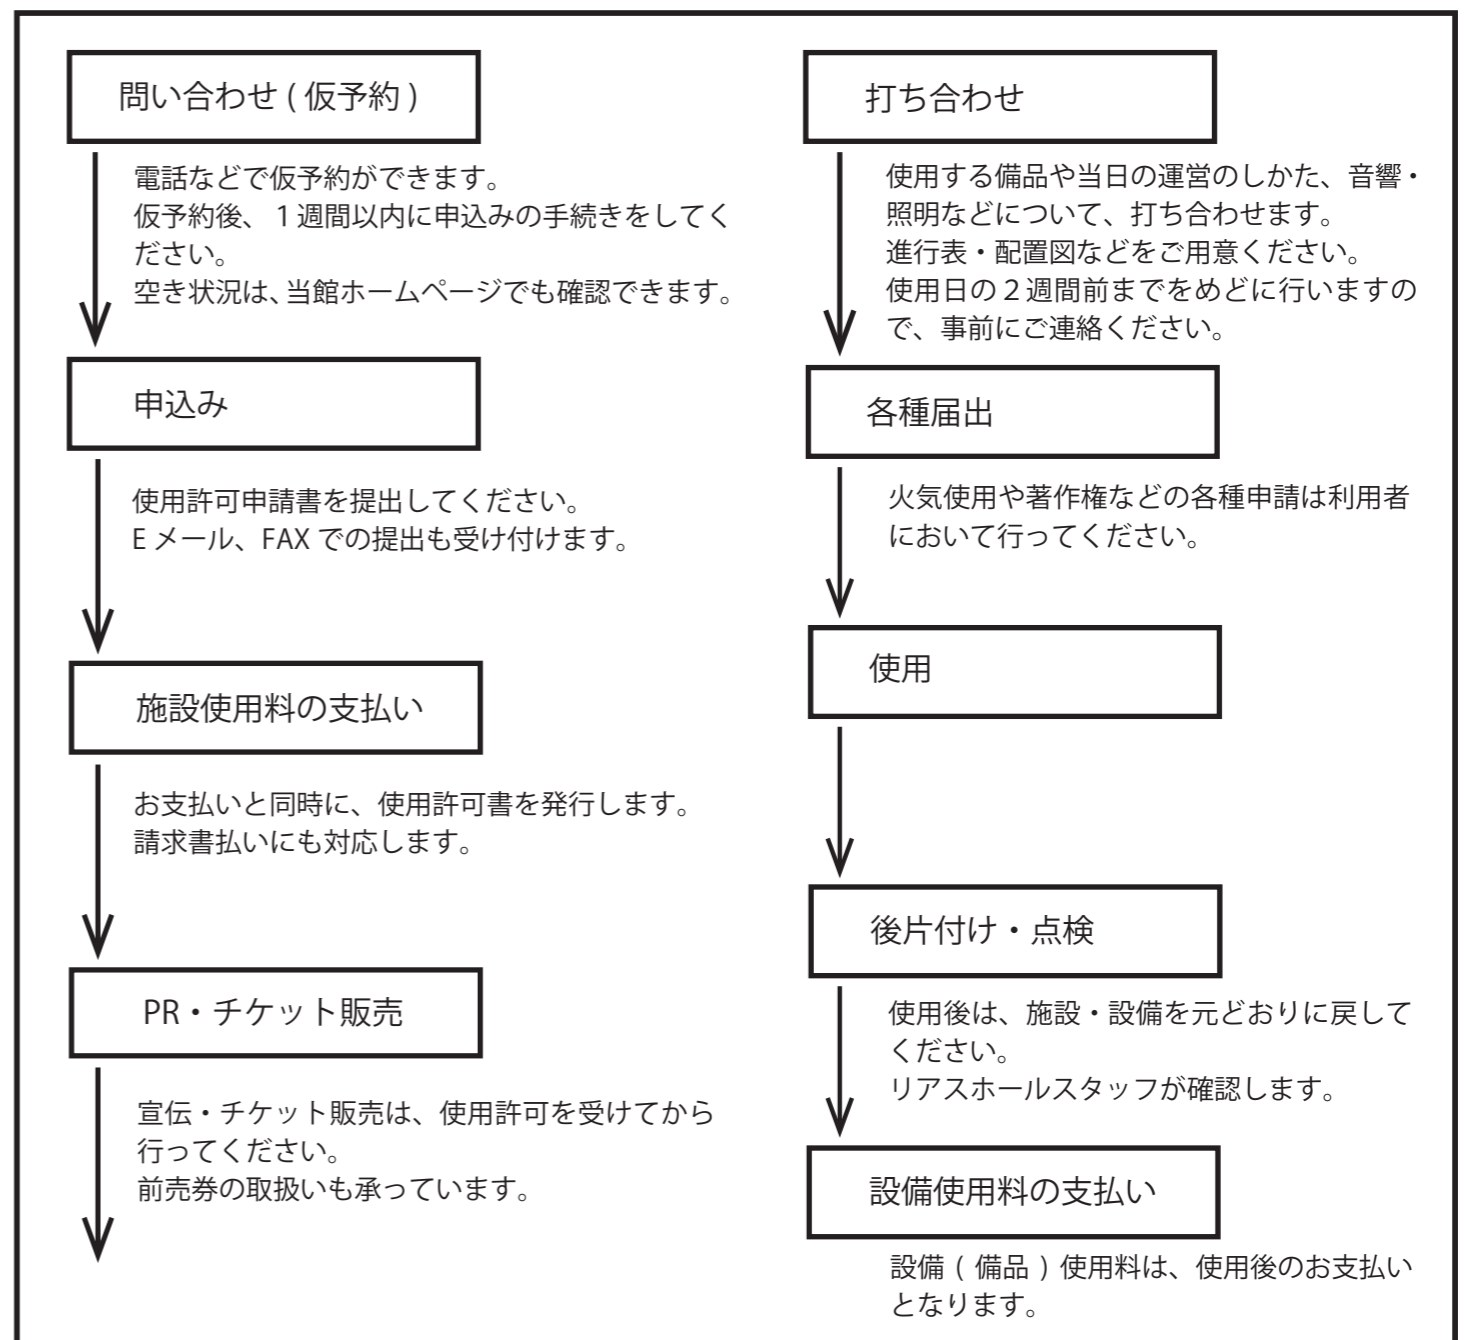 問い合わせ ( 仮予約 )
電話などで仮予約ができます。
仮予約後、１週間以内に申込みの手続きをしてく
ださい。
空き状況は、当館ホームページでも確認できます。
申込み
使用許可申請書を提出してください。
E メール、FAX での提出も受け付けます。
施設使用料の支払い
お支払いと同時に、使用許可書を発行します。
請求書払いにも対応します。
PR・チケット販売
宣伝・チケット販売は、使用許可を受けてから
行ってください。
前売券の取扱いも承っています。
打ち合わせ
使用する備品や当日の運営のしかた、音響・
照明などについて、打ち合わせます。
進行表・配置図などをご用意ください。
使用日の２週間前までをめどに行いますの
で、事前にご連絡ください。
各種届出
火気使用や著作権などの各種申請は利用者
において行ってください。
使用
後片付け・点検
使用後は、施設・設備を元どおりに戻して
ください。
リアスホールスタッフが確認します。
設備使用料の支払い
設備 ( 備品 ) 使用料は、使用後のお支払い
となります。